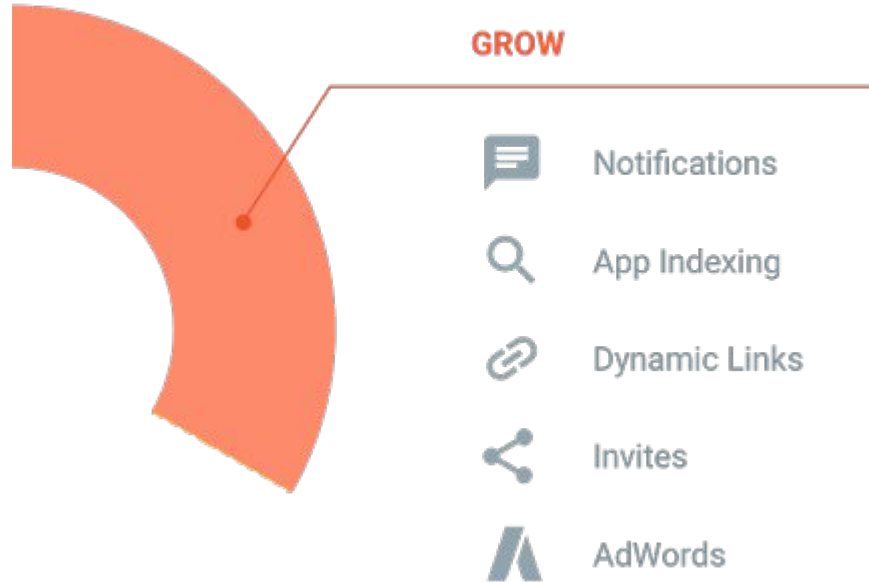 GROW
Notifications
App Indexing
Dynamic Links
Invites
AdWords